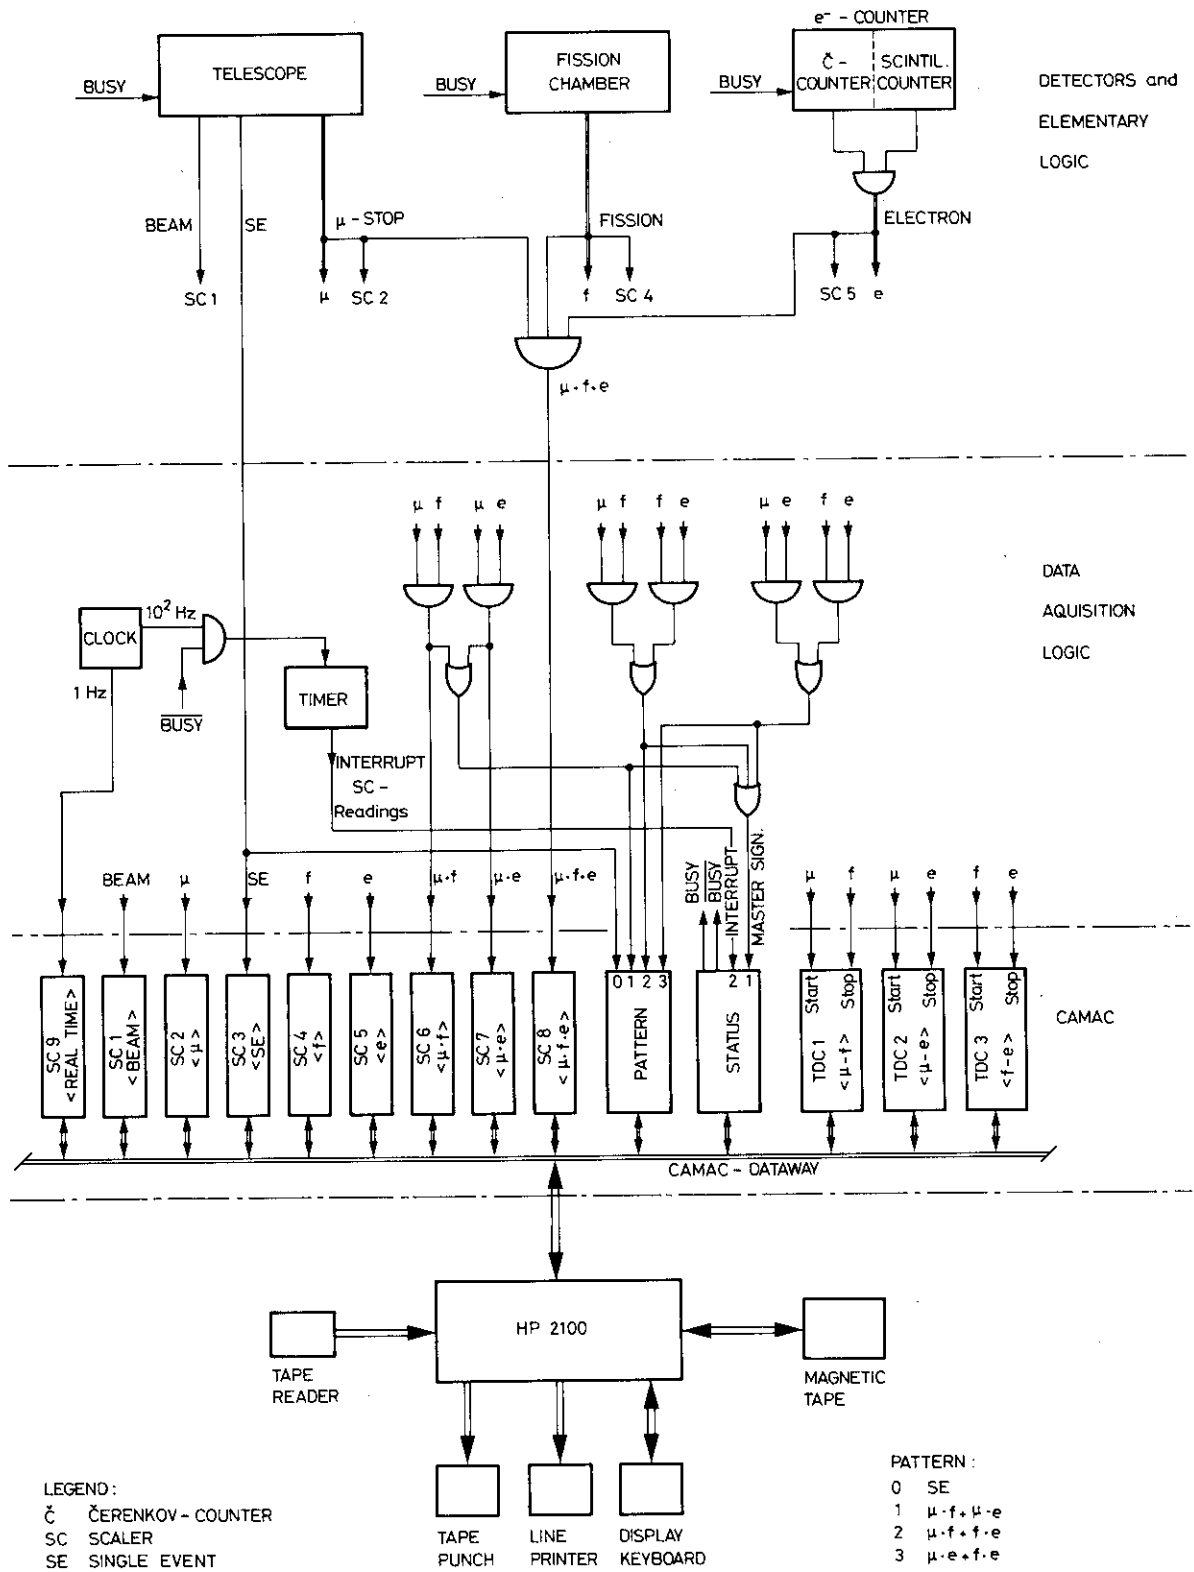 e⁻ - COUNTER
TELESCOPE
FISSION
CHAMBER
Č -
COUNTER
SCINTIL.
COUNTER
BUSY
BUSY
BUSY
DETECTORS and
ELEMENTARY
LOGIC
BEAM
SE
μ - STOP
FISSION
ELECTRON
SC 1
μ
SC 2
f
SC 4
SC 5
e
μ·f·e
μ f
μ e
μ f
f e
μ e
f e
DATA
AQUISITION
LOGIC
CLOCK
10² Hz
1 Hz
BUSY
TIMER
INTERRUPT
SC -
Readings
BEAM
μ
SE
f
e
μ·f
μ·e
μ·f·e
BUSY
BUSY
INTERRUPT
MASTER SIGN.
μ
f
μ
e
f
e
SC 9
<REAL TIME>
SC 1
<BEAM>
SC 2
<μ>
SC 3
<SE>
SC 4
<f>
SC 5
<e>
SC 6
<μ·f>
SC 7
<μ·e>
SC 8
<μ·f·e>
0 1 2 3
PATTERN
2 1
STATUS
Start Stop
TDC 1
<μ-f>
Start Stop
TDC 2
<μ-e>
Start Stop
TDC 3
<f-e>
CAMAC
CAMAC - DATAWAY
HP 2100
TAPE
READER
MAGNETIC
TAPE
TAPE
PUNCH
LINE
PRINTER
DISPLAY
KEYBOARD
LEGEND :
Č ČERENKOV - COUNTER
SC SCALER
SE SINGLE EVENT
PATTERN :
0 SE
1 μ·f + μ·e
2 μ·f + f·e
3 μ·e + f·e